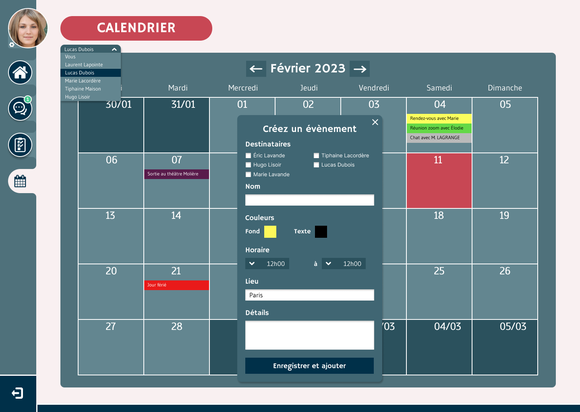 CALENDRIER
Lucas Dubois
Vous
Laurent Lapointe
Lucas Dubois
Marie Lacordère
Tiphaine Maison
Hugo Lisoir
Février 2023
Mardi
Mercredi
Jeudi
Vendredi
Samedi
Dimanche
30/01
31/01
01
02
03
04
05
Rendez-vous avec Marie
Réunion zoom avec Élodie
Chat avec M. LAGRANGE
06
07
11
12
Sortie au théâtre Molière
13
14
18
19
20
21
25
26
Jour férié
27
28
/03
04/03
05/03
Créez un évènement
Destinataires
Éric Lavande
Tiphaine Lacordère
Hugo Lisoir
Lucas Dubois
Marie Lavande
Nom
Couleurs
Fond
Texte
Horaire
12h00
à
12h00
Lieu
Paris
Détails
Enregistrer et ajouter